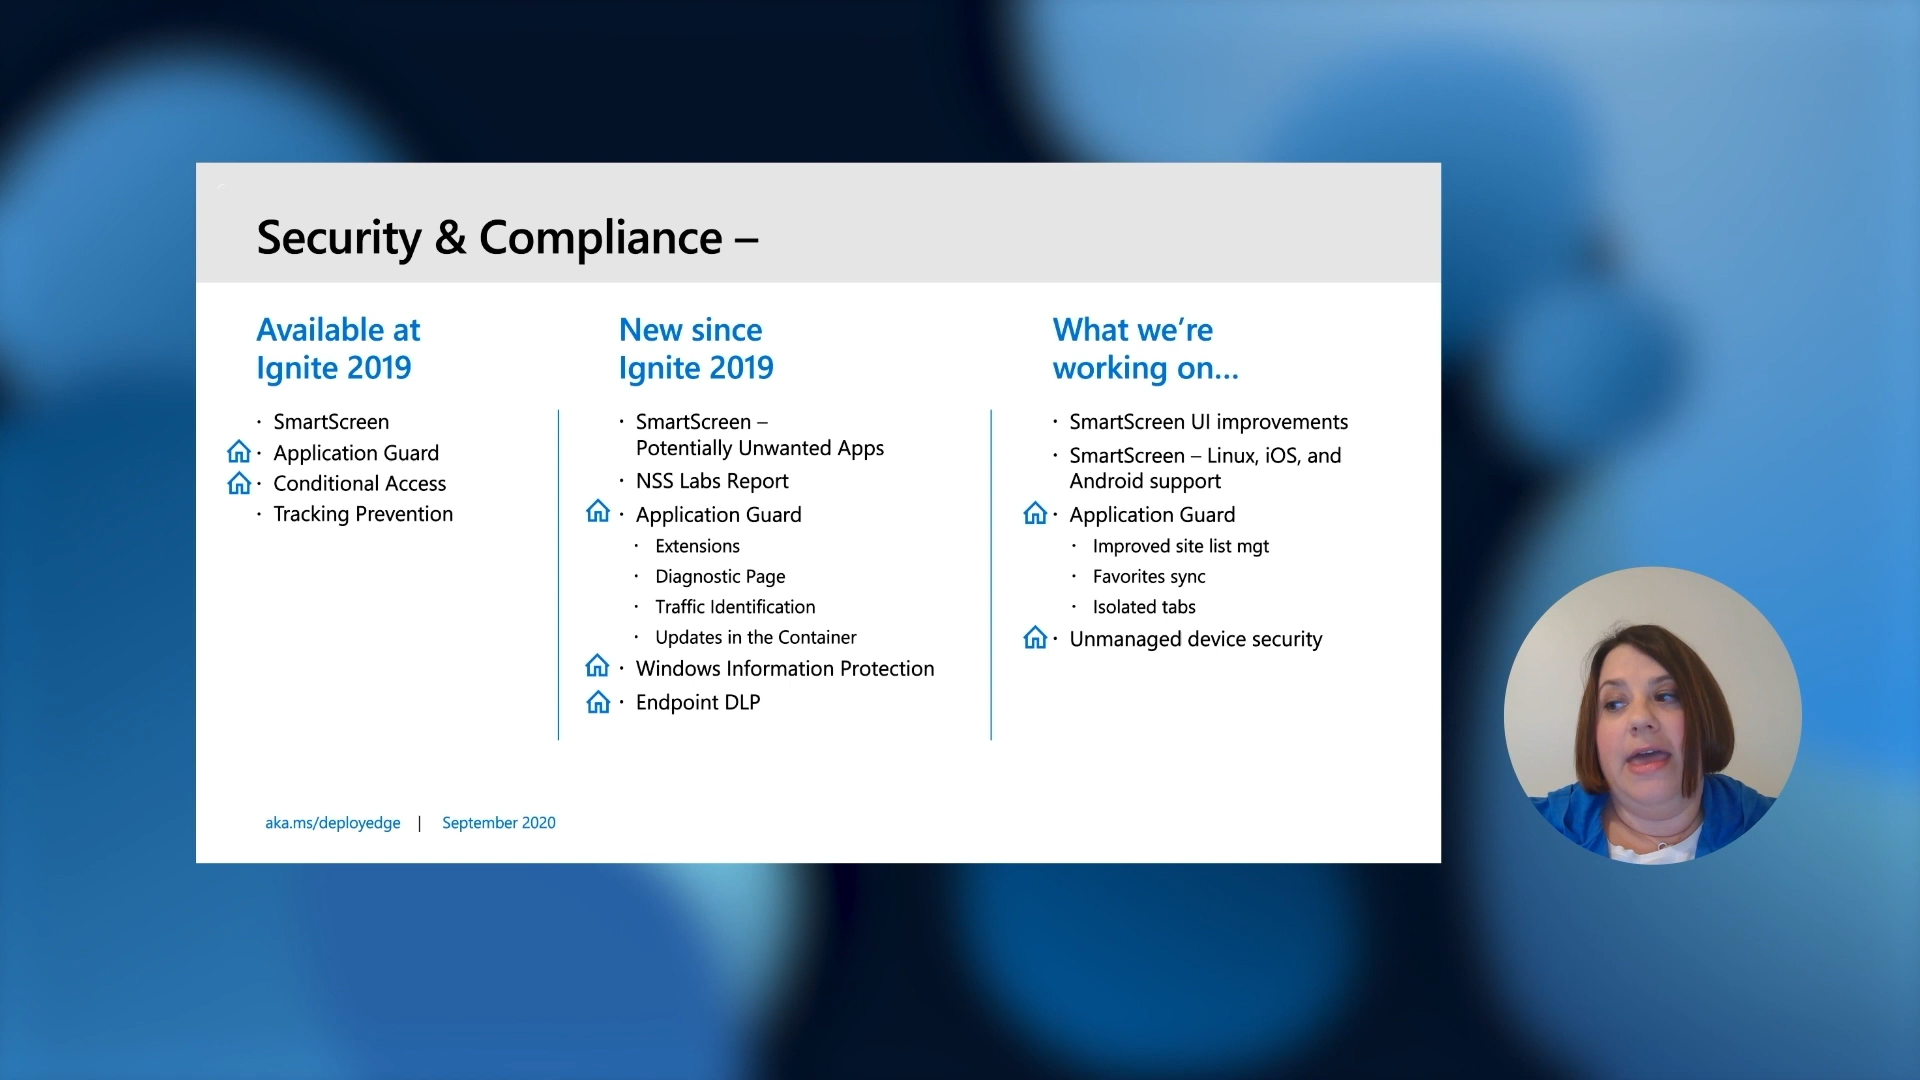 Security & Compliance –
Available at
Ignite 2019
· SmartScreen
· Application Guard
· Conditional Access
· Tracking Prevention
New since
Ignite 2019
· SmartScreen –
Potentially Unwanted Apps
· NSS Labs Report
· Application Guard
· Extensions
· Diagnostic Page
· Traffic Identification
· Updates in the Container
· Windows Information Protection
· Endpoint DLP
What we’re
working on...
· SmartScreen UI improvements
· SmartScreen – Linux, iOS, and
Android support
· Application Guard
· Improved site list mgt
· Favorites sync
· Isolated tabs
· Unmanaged device security
aka.ms/deployedge | September 2020